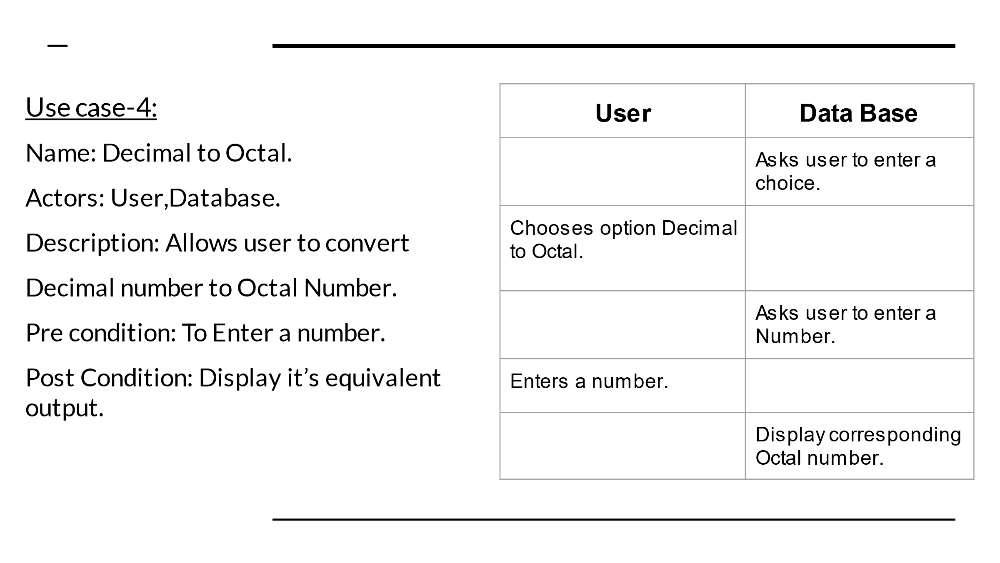 Use case-4:
Name: Decimal to Octal.
Actors: User,Database.
Description: Allows user to convert
Decimal number to Octal Number.
Pre condition: To Enter a number.
Post Condition: Display it’s equivalent
output.
User Data Base
Asks user to enter a
choice.
Chooses option Decimal
to Octal.
Asks user to enter a
Number.
Enters a number.
Display corresponding
Octal number.